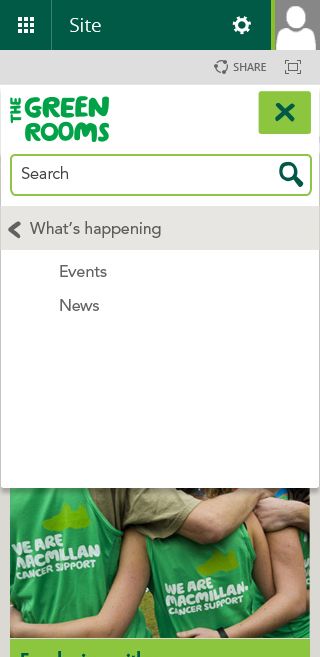 Site
SHARE
THE GREEN
ROOMS
Search
What's happening
Events
News
WE ARE
MACMILLAN
CANCER SUPPORT
WE ARE
MACMILLAN.
CANCER SUPPORT